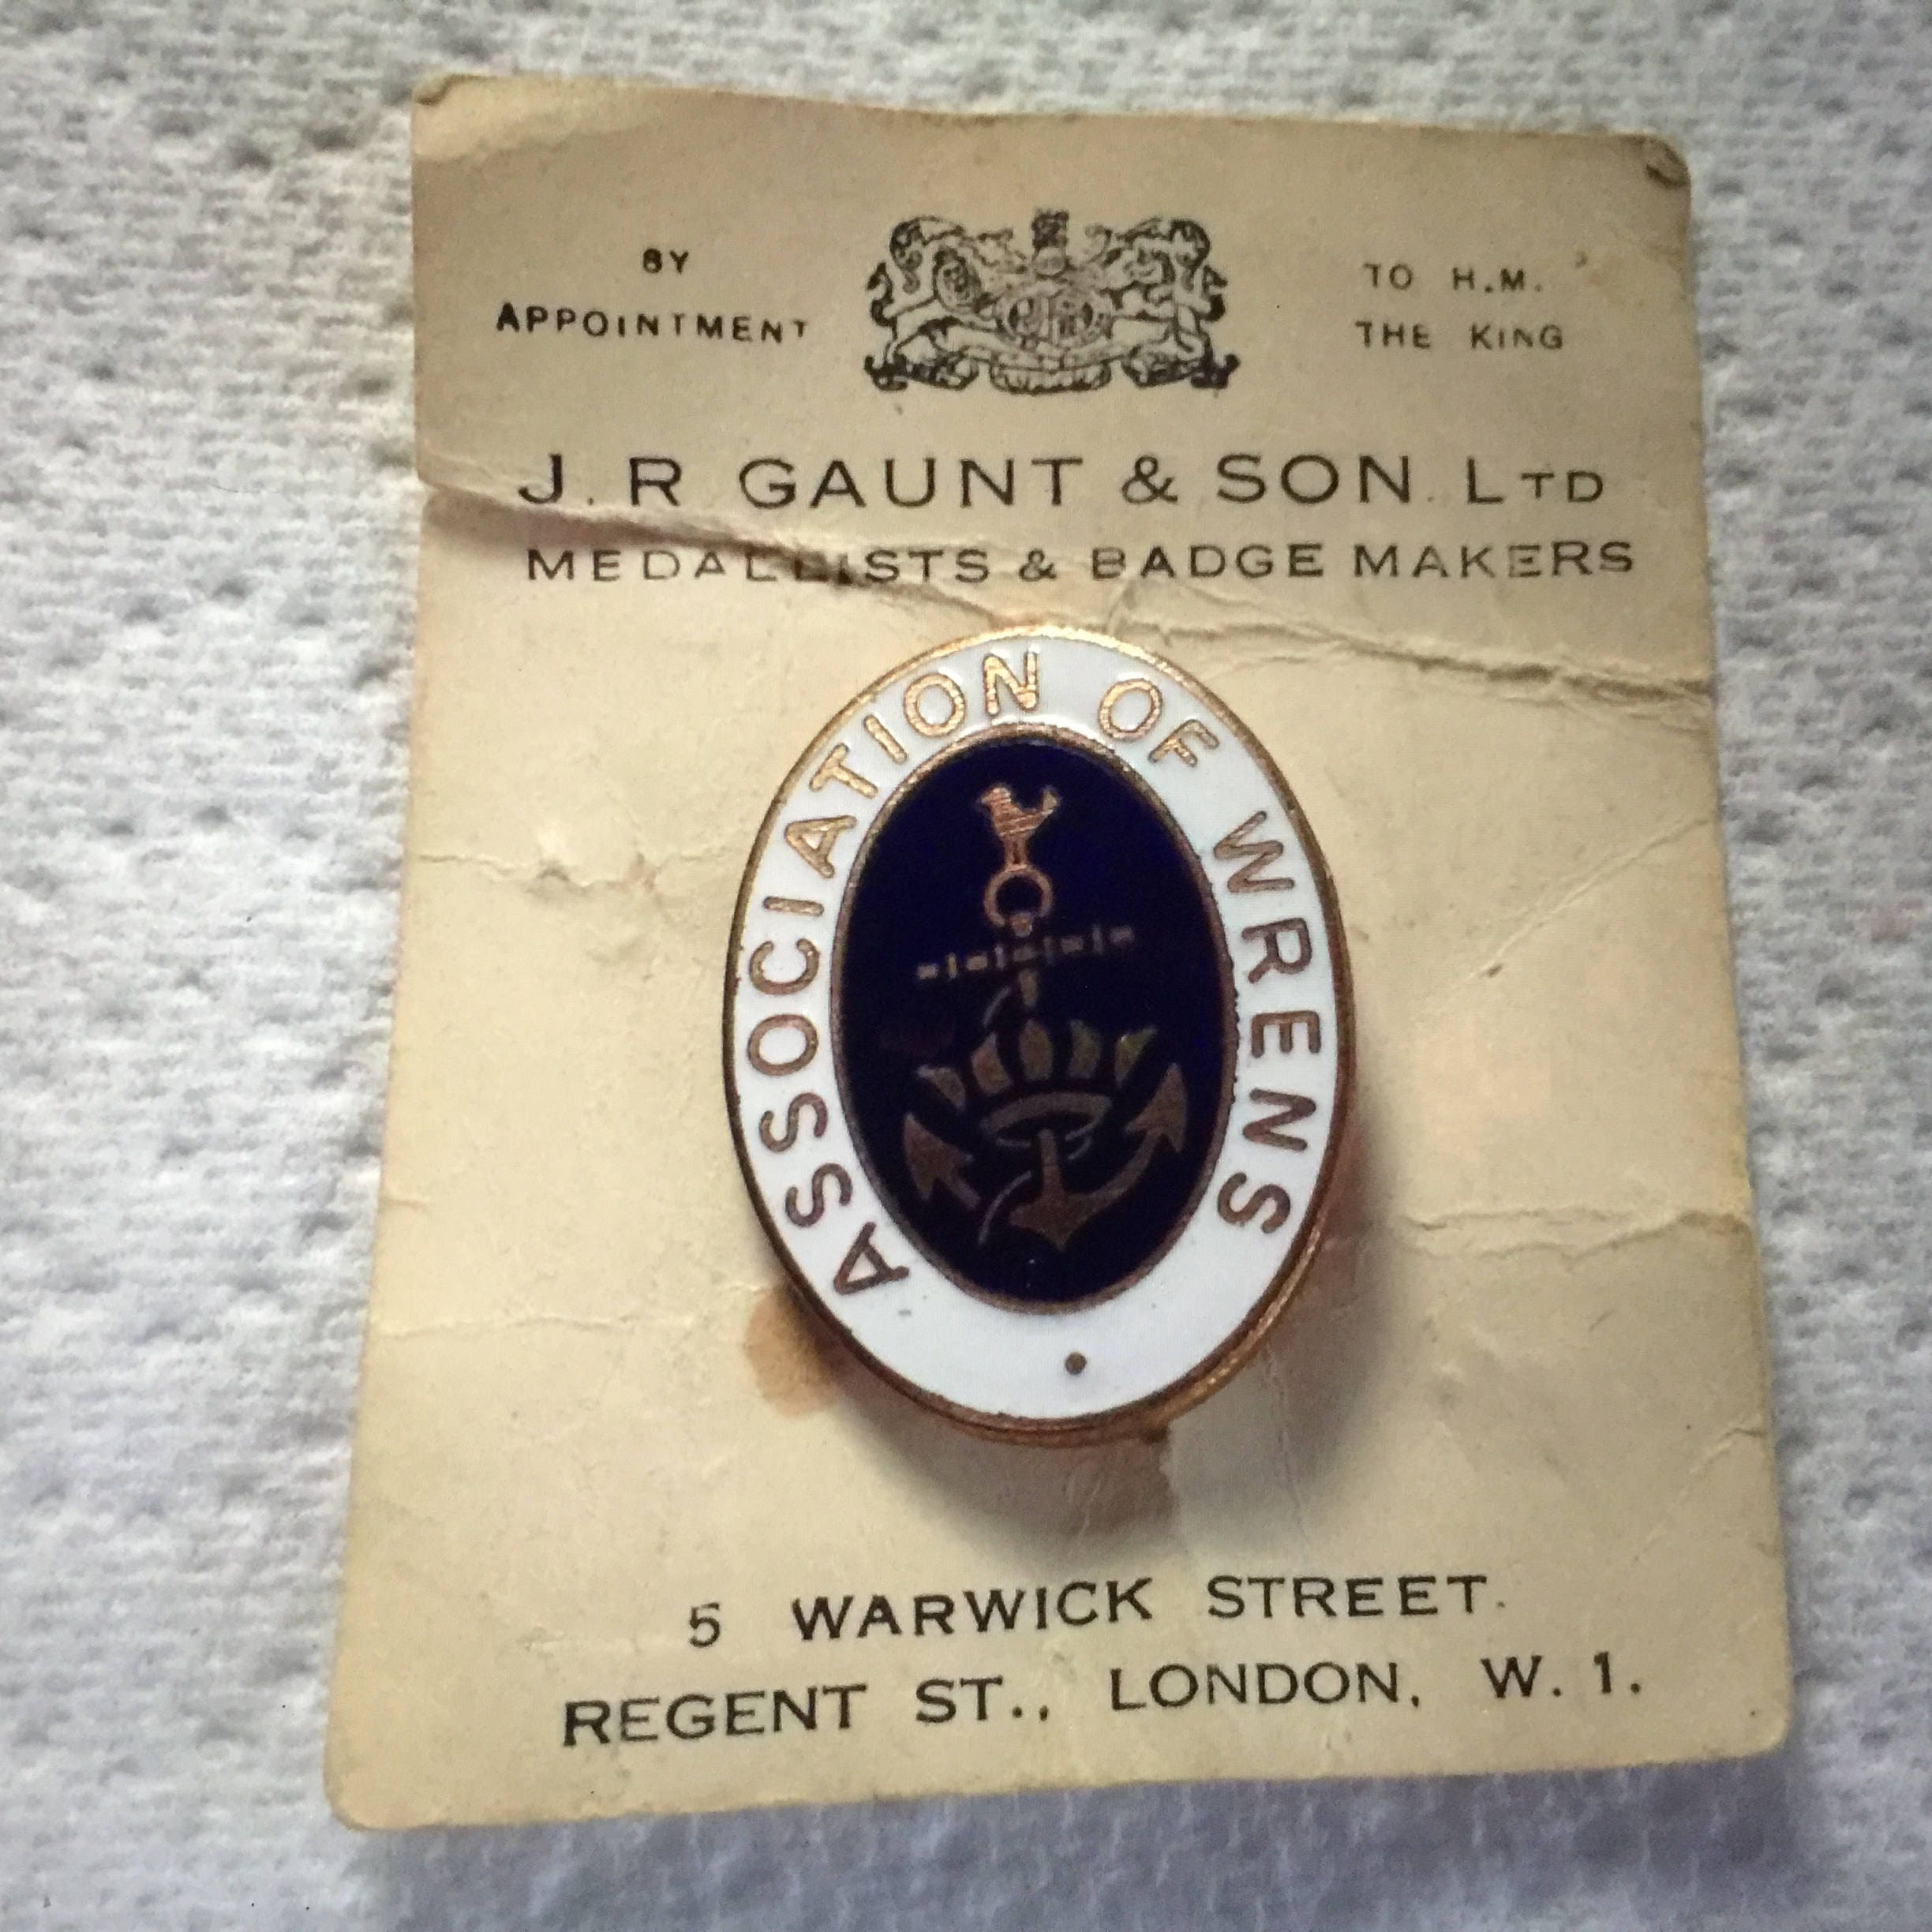 BY
APPOINTMENT
TO H.M.
THE KING
J. R GAUNT & SON. LTD
MEDALLISTS & BADGE MAKERS
ASSOCIATION OF WRENS
5 WARWICK STREET.
REGENT ST., LONDON, W. 1.